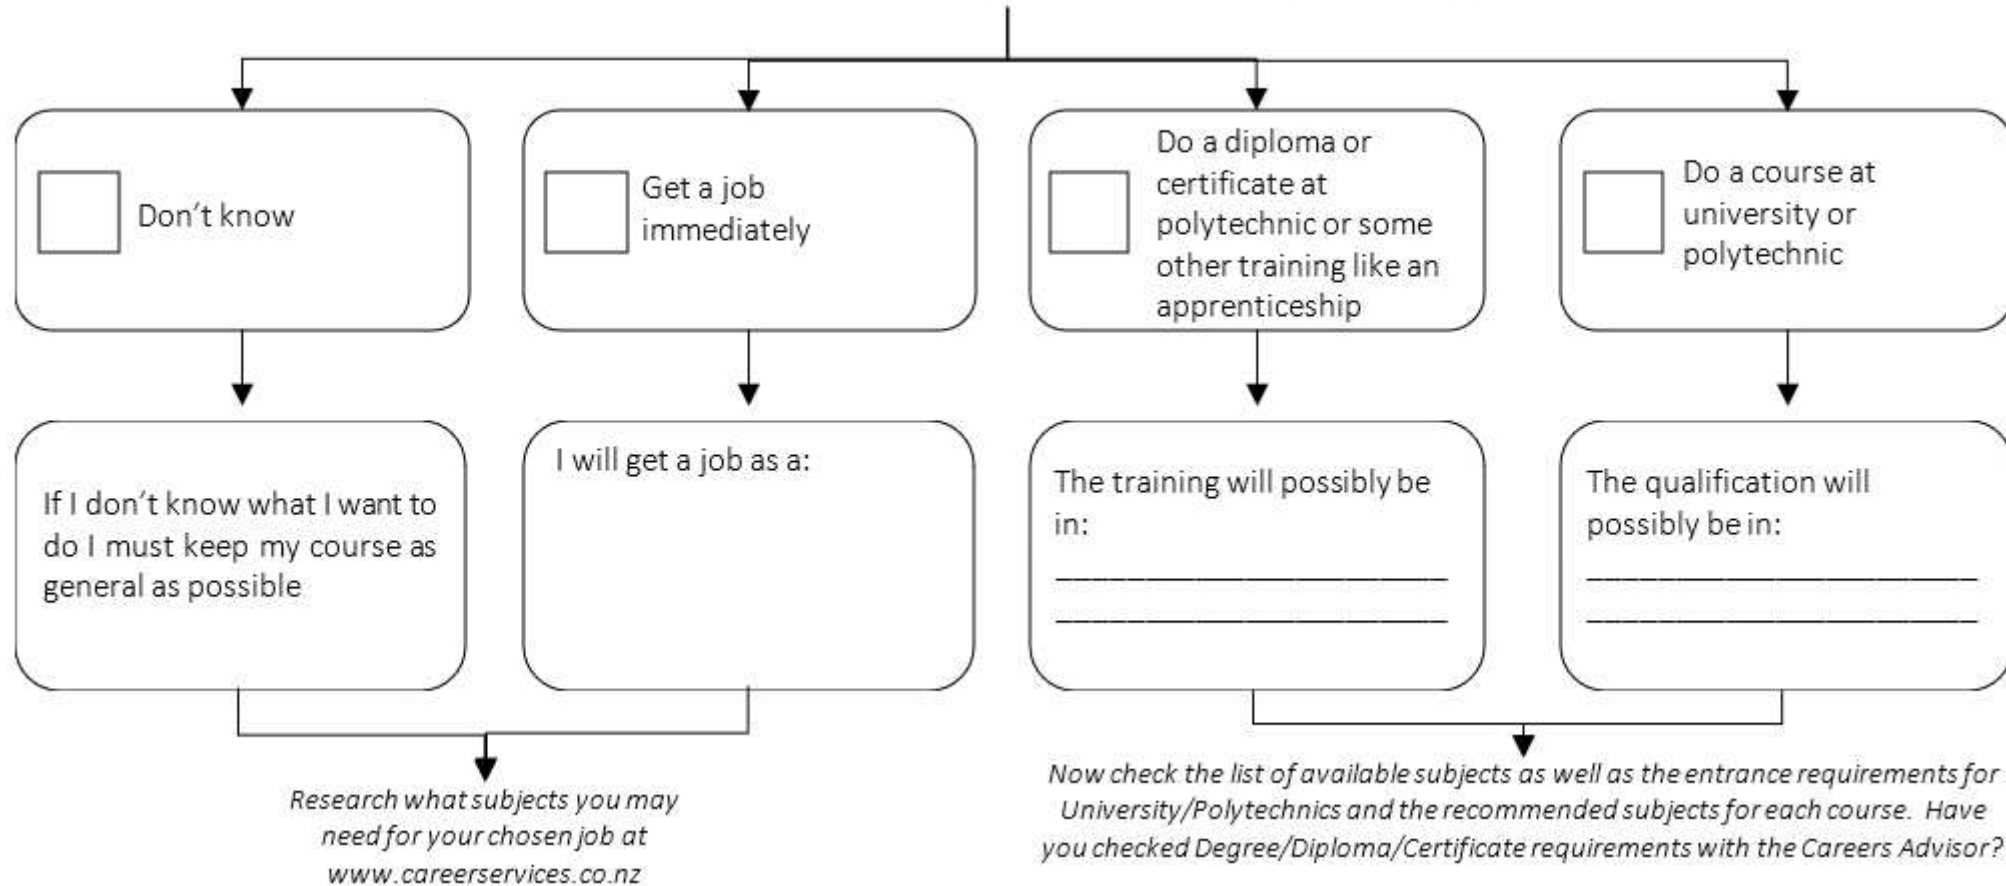 Don't know
Get a job
immediately
Do a diploma or
certificate at
polytechnic or some
other training like an
apprenticeship
Do a course at
university or
polytechnic
If I don't know what I want to
do I must keep my course as
general as possible
I will get a job as a:
The training will possibly be
in:
The qualification will
possibly be in:
Research what subjects you may
need for your chosen job at
www.careerservices.co.nz
Now check the list of available subjects as well as the entrance requirements for
University/Polytechnics and the recommended subjects for each course. Have
you checked Degree/Diploma/Certificate requirements with the Careers Advisor?